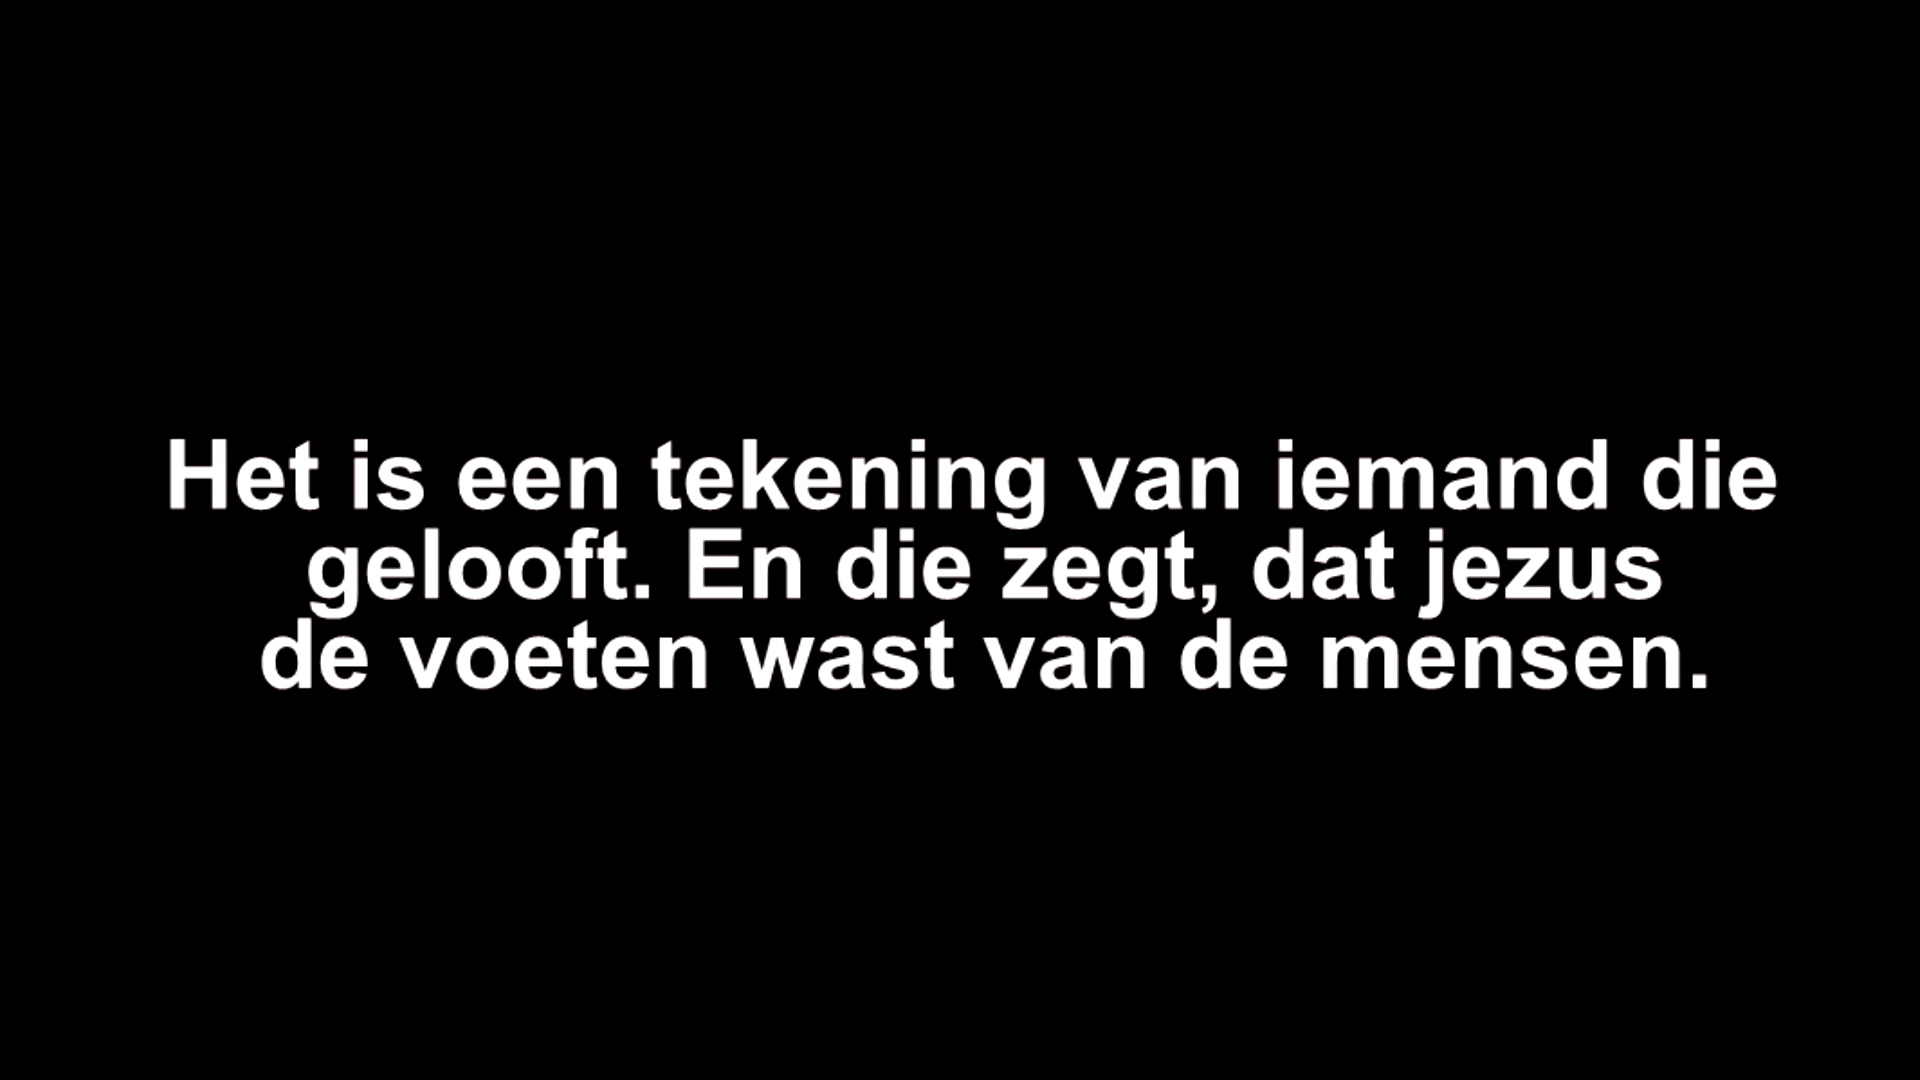 Het is een tekening van iemand die
gelooft. En die zegt, dat jezus
de voeten wast van de mensen.